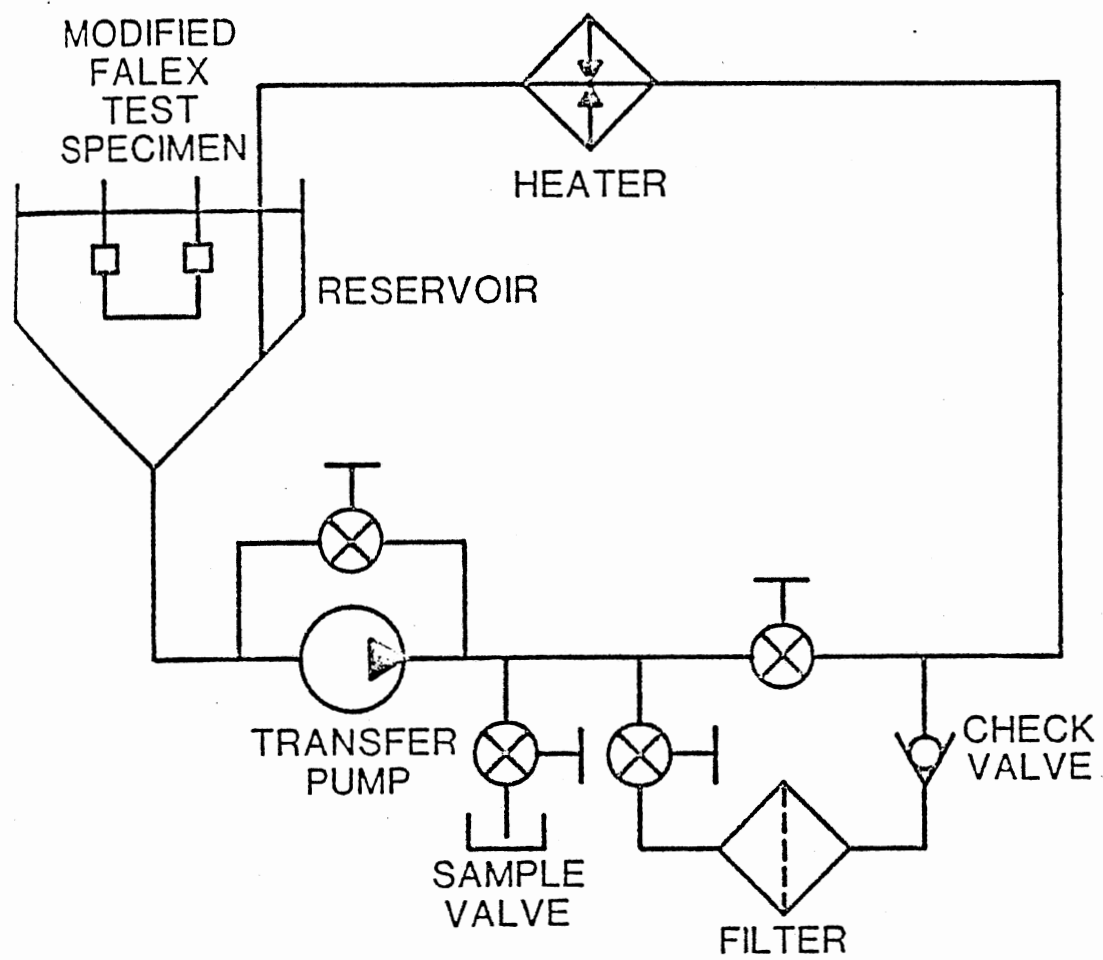 MODIFIED
FALEX
TEST
SPECIMEN
HEATER
RESERVOIR
TRANSFER
PUMP
CHECK
VALVE
SAMPLE
VALVE
FILTER